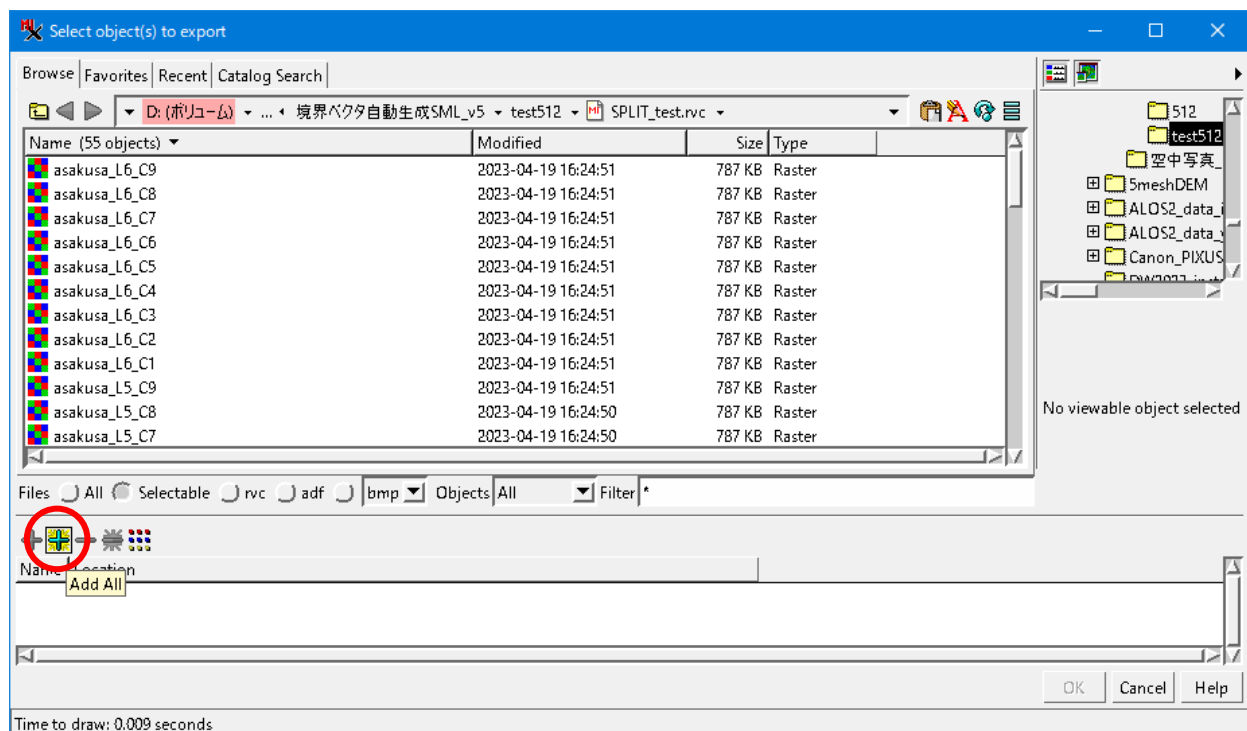 Select object(s) to export
Browse Favorites Recent Catalog Search
D: (ボリューム) ... 境界ベクタ自動生成SML_v5 test512 SPLIT_test.rvc
Name (55 objects) Modified Size Type
asakusa_L6_C9 2023-04-19 16:24:51 787 KB Raster
asakusa_L6_C8 2023-04-19 16:24:51 787 KB Raster
asakusa_L6_C7 2023-04-19 16:24:51 787 KB Raster
asakusa_L6_C6 2023-04-19 16:24:51 787 KB Raster
asakusa_L6_C5 2023-04-19 16:24:51 787 KB Raster
asakusa_L6_C4 2023-04-19 16:24:51 787 KB Raster
asakusa_L6_C3 2023-04-19 16:24:51 787 KB Raster
asakusa_L6_C2 2023-04-19 16:24:51 787 KB Raster
asakusa_L6_C1 2023-04-19 16:24:51 787 KB Raster
asakusa_L5_C9 2023-04-19 16:24:51 787 KB Raster
asakusa_L5_C8 2023-04-19 16:24:50 787 KB Raster
asakusa_L5_C7 2023-04-19 16:24:50 787 KB Raster
512
test512
空中写真_
5meshDEM
ALOS2_data_i
ALOS2_data_
Canon_PIXUS
No viewable object selected
Files All Selectable rvc adf bmp Objects All Filter *
Name Location
Add All
OK Cancel Help
Time to draw: 0.009 seconds